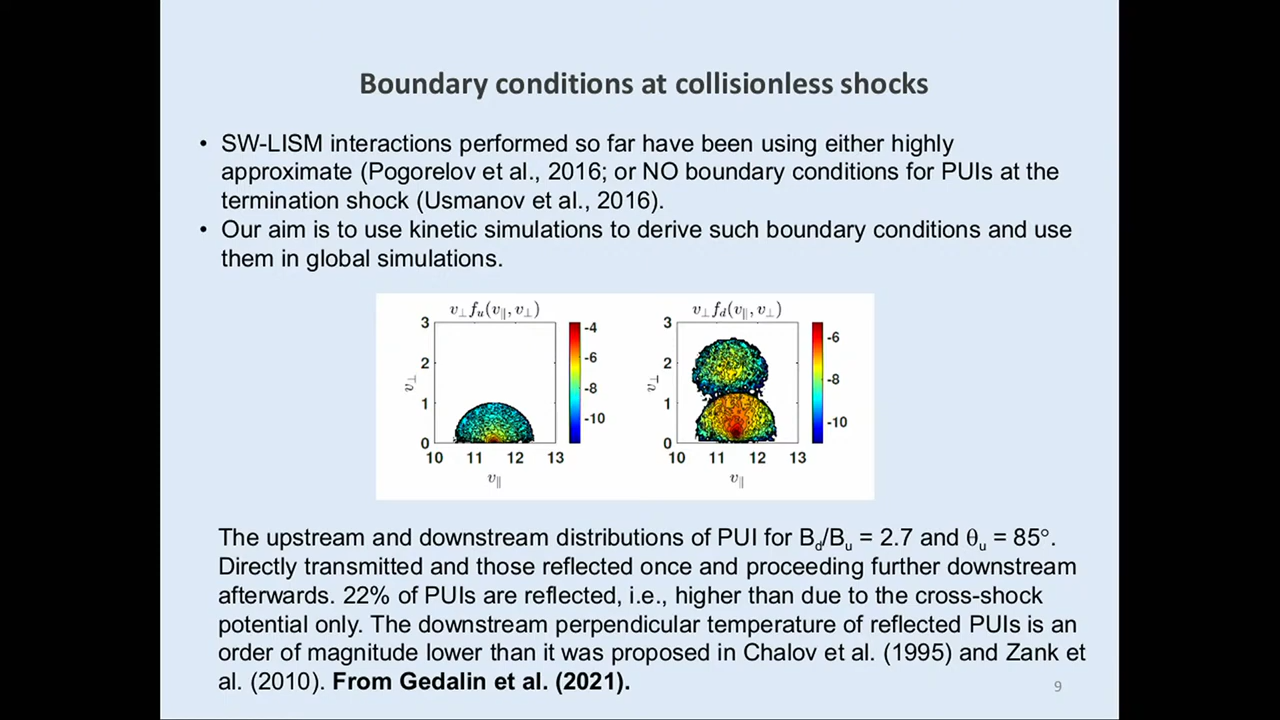 Boundary conditions at collisionless shocks
• SW-LISM interactions performed so far have been using either highly
approximate (Pogorelov et al., 2016; or NO boundary conditions for PUIs at the
termination shock (Usmanov et al., 2016).
• Our aim is to use kinetic simulations to derive such boundary conditions and use
them in global simulations.
v⊥fu(v∥, v⊥)
3
2
1
0
v⊥
10 11 12 13
v∥
-4
-6
-8
-10
v⊥fd(v∥, v⊥)
3
2
1
0
v⊥
10 11 12 13
v∥
-6
-8
-10
The upstream and downstream distributions of PUI for Bd/Bu = 2.7 and θu = 85°.
Directly transmitted and those reflected once and proceeding further downstream
afterwards. 22% of PUIs are reflected, i.e., higher than due to the cross-shock
potential only. The downstream perpendicular temperature of reflected PUIs is an
order of magnitude lower than it was proposed in Chalov et al. (1995) and Zank et
al. (2010). From Gedalin et al. (2021).
9